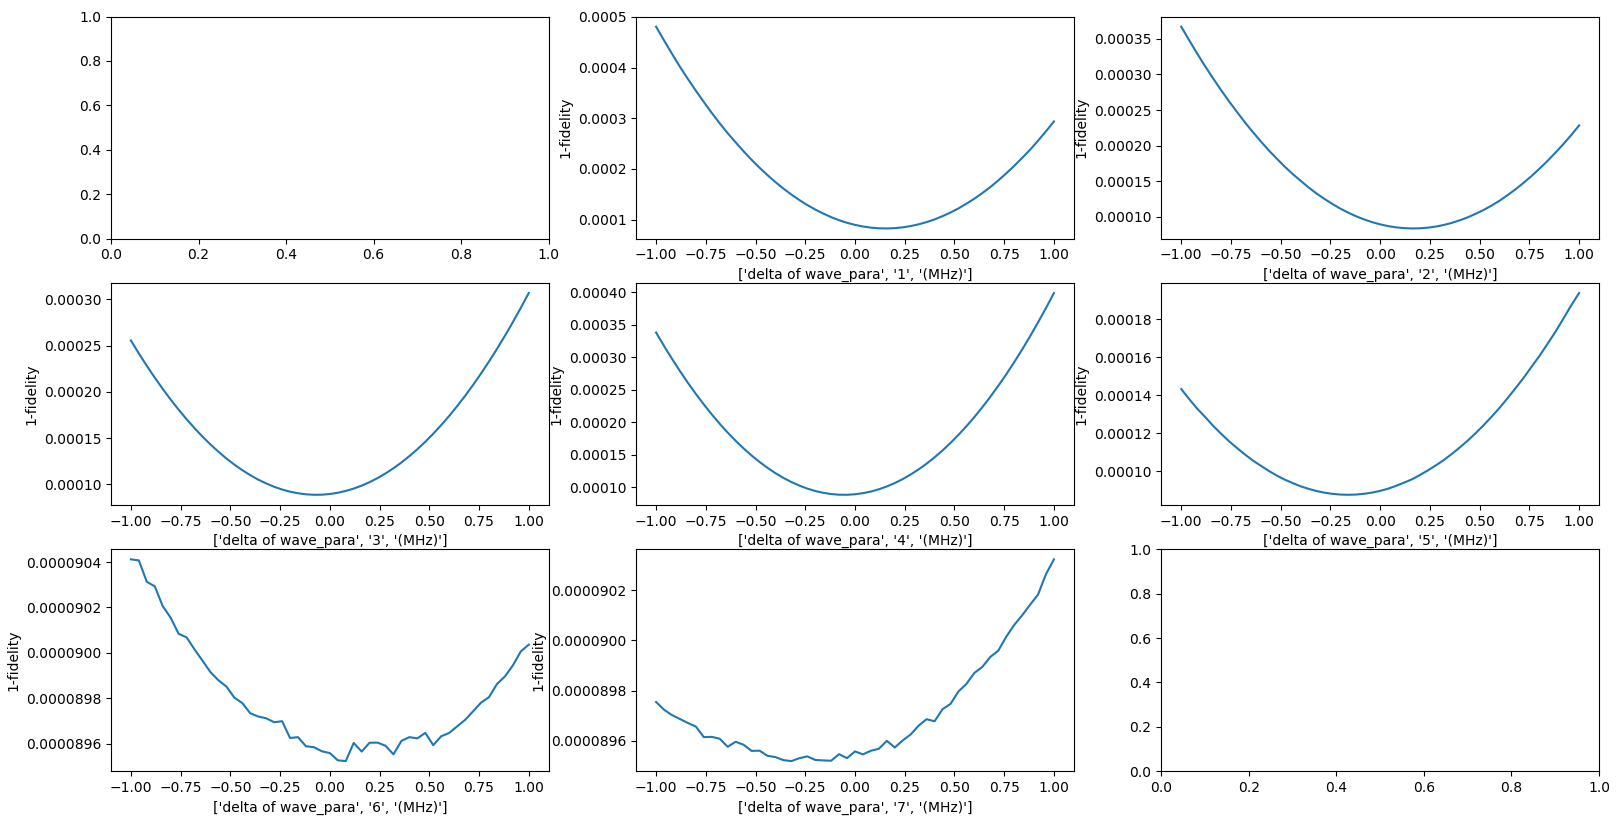 1.0
0.8
0.6
0.4
0.2
0.0
0.0 0.2 0.4 0.6 0.8 1.0
1-fidelity
0.0005
0.0004
0.0003
0.0002
0.0001
−1.00 −0.75 −0.50 −0.25 0.00 0.25 0.50 0.75 1.00
['delta of wave_para', '1', '(MHz)']
1-fidelity
0.00035
0.00030
0.00025
0.00020
0.00015
0.00010
−1.00 −0.75 −0.50 −0.25 0.00 0.25 0.50 0.75 1.00
['delta of wave_para', '2', '(MHz)']
1-fidelity
0.00030
0.00025
0.00020
0.00015
0.00010
−1.00 −0.75 −0.50 −0.25 0.00 0.25 0.50 0.75 1.00
['delta of wave_para', '3', '(MHz)']
1-fidelity
0.00040
0.00035
0.00030
0.00025
0.00020
0.00015
0.00010
−1.00 −0.75 −0.50 −0.25 0.00 0.25 0.50 0.75 1.00
['delta of wave_para', '4', '(MHz)']
1-fidelity
0.00018
0.00016
0.00014
0.00012
0.00010
−1.00 −0.75 −0.50 −0.25 0.00 0.25 0.50 0.75 1.00
['delta of wave_para', '5', '(MHz)']
1-fidelity
0.0000904
0.0000902
0.0000900
0.0000898
0.0000896
−1.00 −0.75 −0.50 −0.25 0.00 0.25 0.50 0.75 1.00
['delta of wave_para', '6', '(MHz)']
1-fidelity
0.0000902
0.0000900
0.0000898
0.0000896
−1.00 −0.75 −0.50 −0.25 0.00 0.25 0.50 0.75 1.00
['delta of wave_para', '7', '(MHz)']
1.0
0.8
0.6
0.4
0.2
0.0
0.0 0.2 0.4 0.6 0.8 1.0